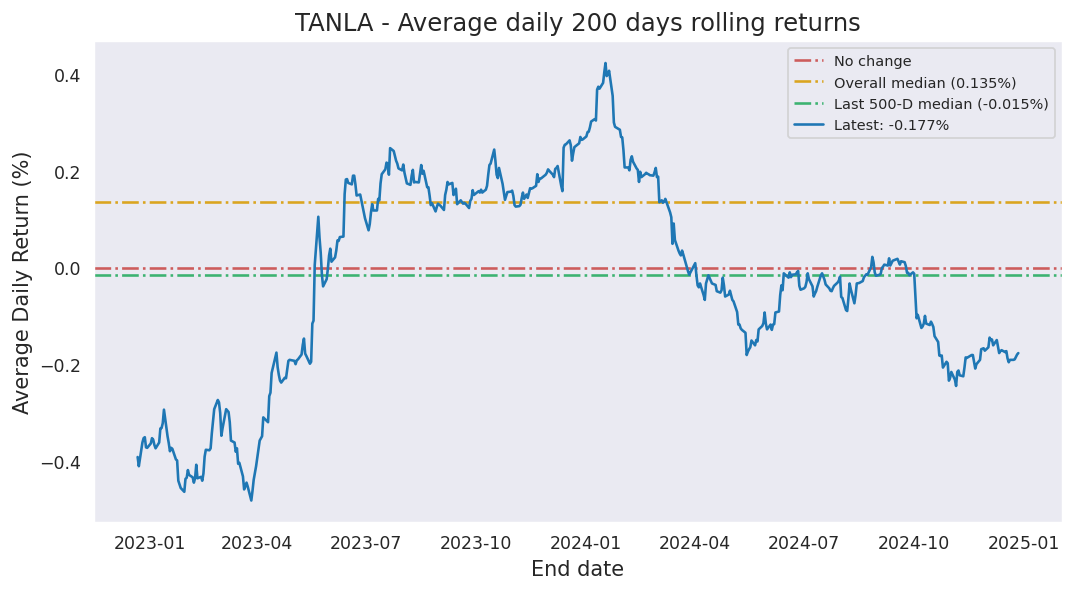 TANLA - Average daily 200 days rolling returns
No change
Overall median (0.135%)
Last 500-D median (-0.015%)
Latest: -0.177%
Average Daily Return (%)
0.4
0.2
0.0
−0.2
−0.4
2023-01 2023-04 2023-07 2023-10 2024-01 2024-04 2024-07 2024-10 2025-01
End date